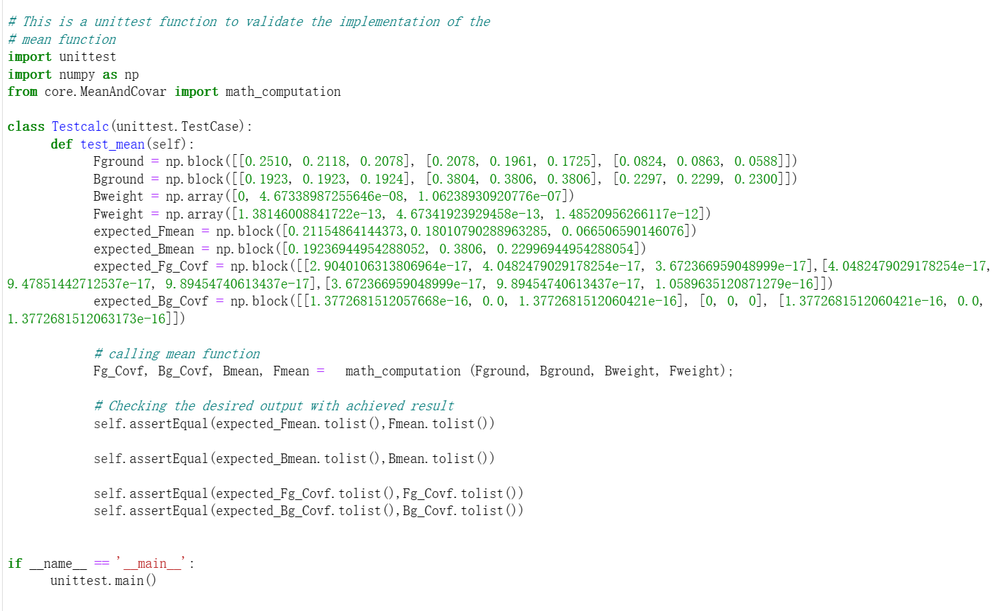 # This is a unittest function to validate the implementation of the
# mean function
import unittest
import numpy as np
from core.MeanAndCovar import math_computation
class Testcalc(unittest.TestCase):
def test_mean(self):
Fground = np.block([[0.2510, 0.2118, 0.2078], [0.2078, 0.1961, 0.1725], [0.0824, 0.0863, 0.0588]])
Bground = np.block([[0.1923, 0.1923, 0.1924], [0.3804, 0.3806, 0.3806], [0.2297, 0.2299, 0.2300]])
Bweight = np.array([0, 4.67338987255646e-08, 1.06238930920776e-07])
Fweight = np.array([1.38146008841722e-13, 4.67341923929458e-13, 1.48520956266117e-12])
expected_Fmean = np.block([0.21154864144373,0.18010790288963285, 0.066506590146076])
expected_Bmean = np.block([0.19236944954288052, 0.3806, 0.22996944954288054])
expected_Fg_Covf = np.block([[2.9040106313806964e-17, 4.0482479029178254e-17, 3.672366959048999e-17],[4.0482479029178254e-17,
9.47851442712537e-17, 9.89454740613437e-17],[3.672366959048999e-17, 9.89454740613437e-17, 1.0589635120871279e-16]])
expected_Bg_Covf = np.block([[1.3772681512057668e-16, 0.0, 1.3772681512060421e-16], [0, 0, 0], [1.3772681512060421e-16, 0.0,
1.3772681512063173e-16]])
# calling mean function
Fg_Covf, Bg_Covf, Bmean, Fmean =   math_computation (Fground, Bground, Bweight, Fweight);
# Checking the desired output with achieved result
self.assertEqual(expected_Fmean.tolist(),Fmean.tolist())
self.assertEqual(expected_Bmean.tolist(),Bmean.tolist())
self.assertEqual(expected_Fg_Covf.tolist(),Fg_Covf.tolist())
self.assertEqual(expected_Bg_Covf.tolist(),Bg_Covf.tolist())
if __name__ == '__main__':
unittest.main()